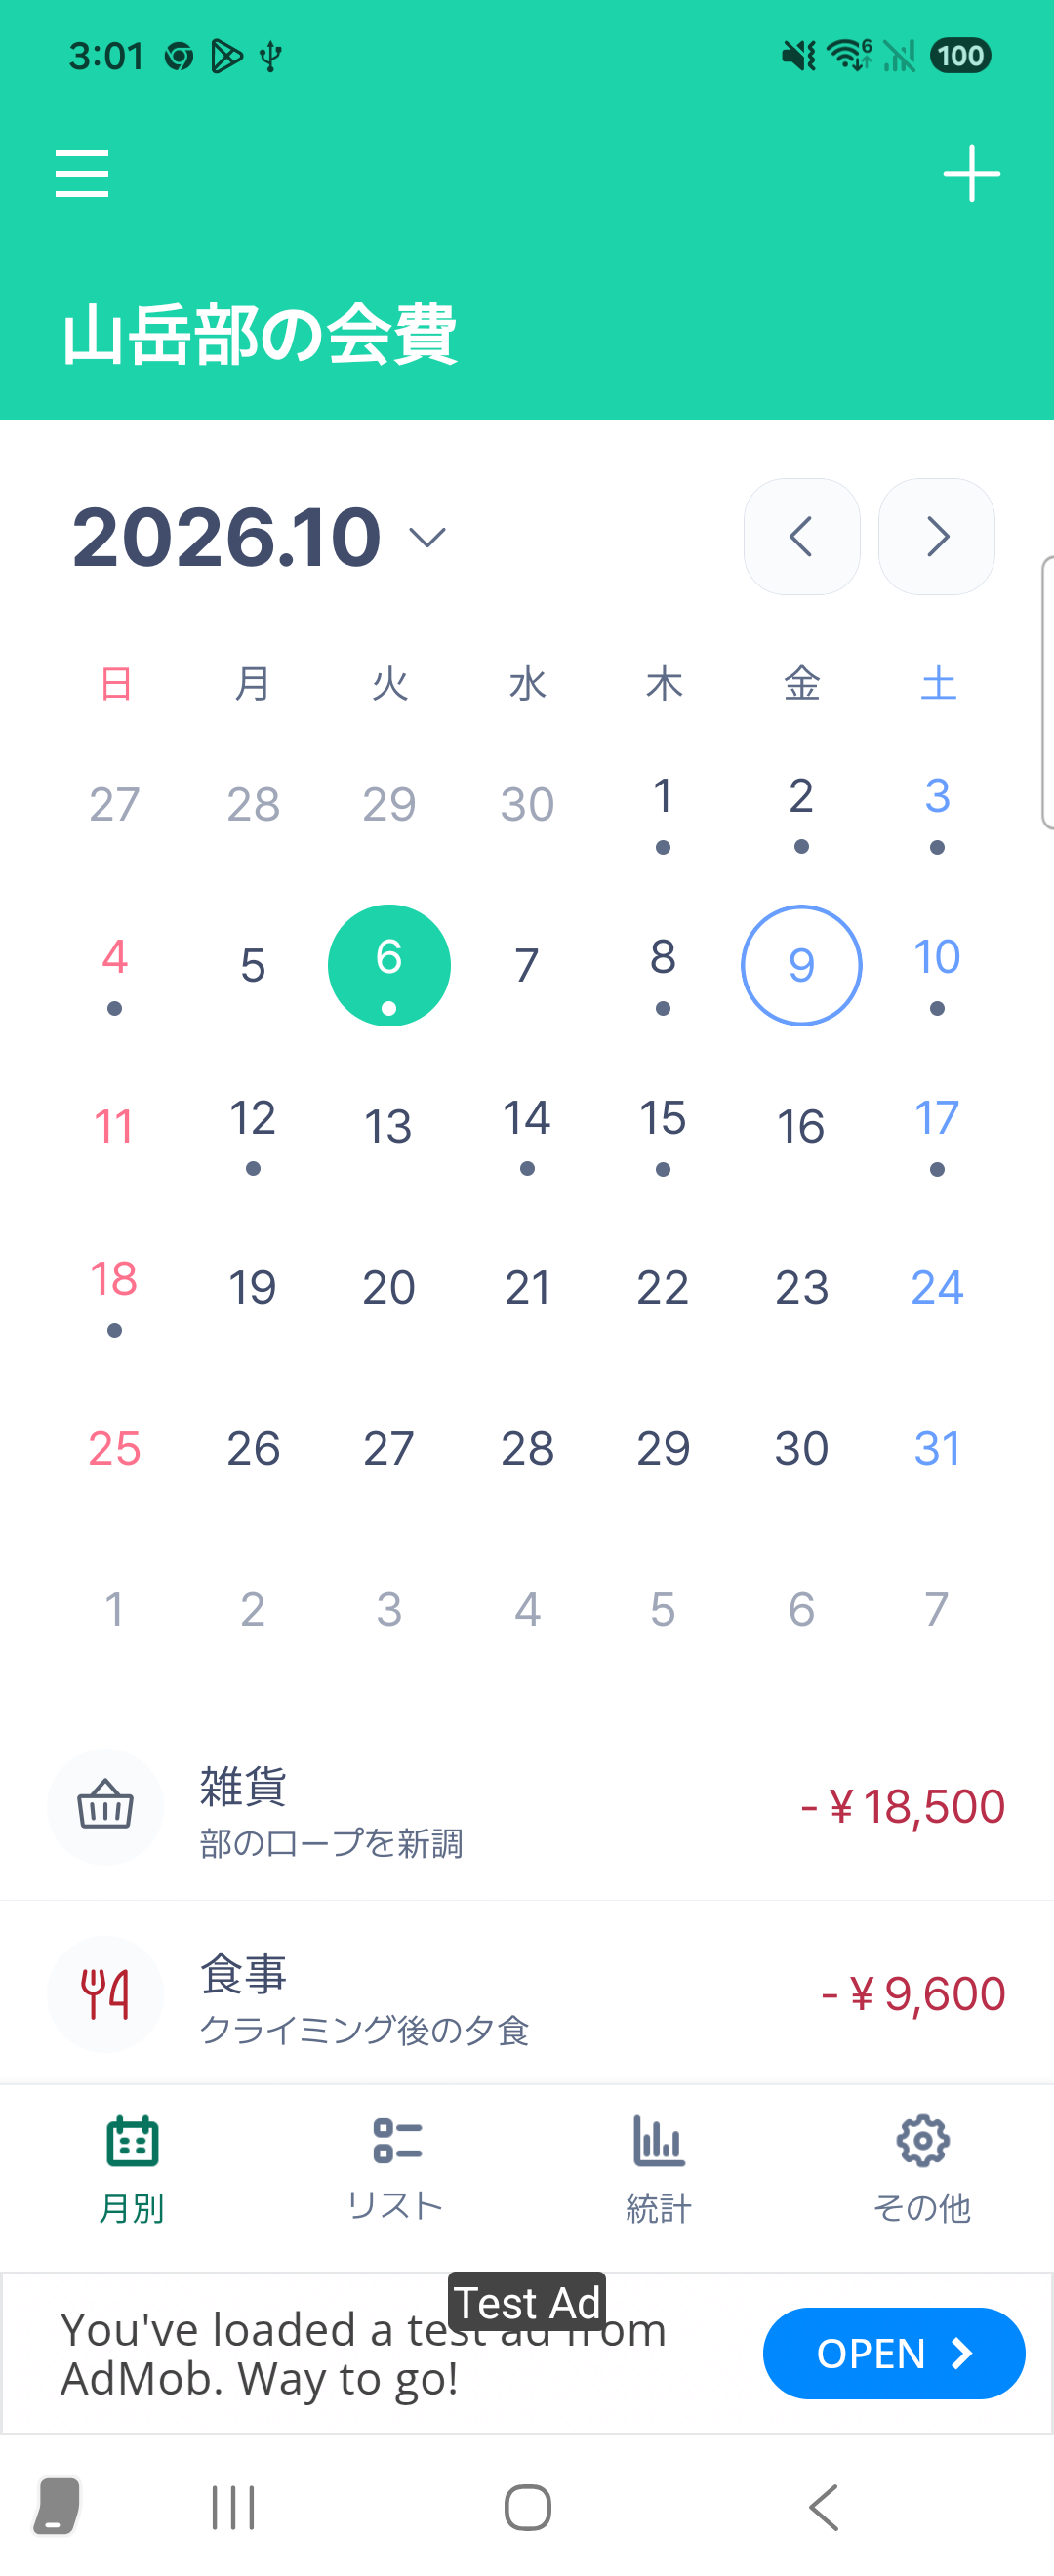 3:01
6
100
山岳部の会費
2026.10
日 月 火 水 木 金 土
27 28 29 30 1 2 3
4 5 6 7 8 9 10
11 12 13 14 15 16 17
18 19 20 21 22 23 24
25 26 27 28 29 30 31
1 2 3 4 5 6 7
雑貨
部のロープを新調
- ¥ 18,500
食事
クライミング後の夕食
- ¥ 9,600
月別 リスト 統計 その他
Test Ad
You've loaded a test ad from
AdMob. Way to go!
OPEN